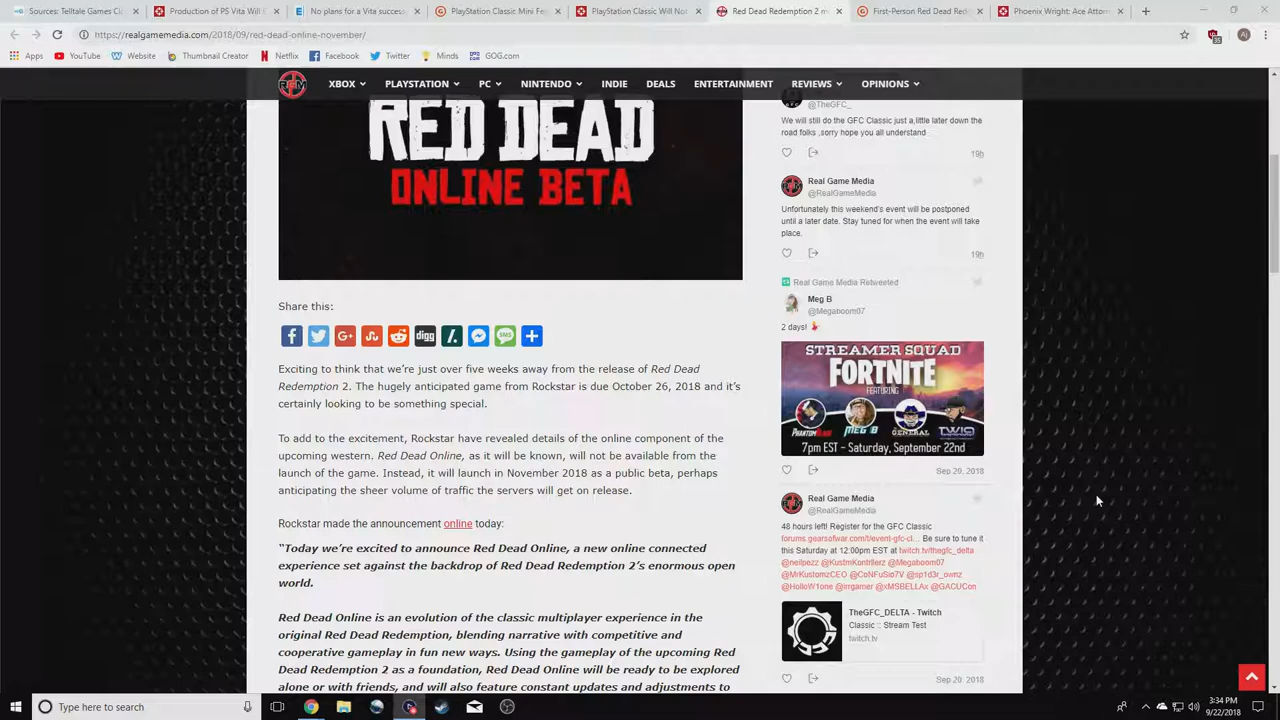 Sources: Telltale Games Cl
Production of PS Vita Will E
No plans for a Vita success
PlayStation Classic Mini Fe
PlayStation Classic Will Not
Red Dead Redemption 2 m
First-Person Red Dead Red
Phoenix Wright: Ace Attorn
https://realgamemedia.com/2018/09/red-dead-online-november/
Apps
YouTube
Website
Thumbnail Creator
Netflix
Facebook
Twitter
Minds
GOG.com
RGM
XBOX
PLAYSTATION
PC
NINTENDO
INDIE
DEALS
ENTERTAINMENT
REVIEWS
OPINIONS
RED DEAD
ONLINE BETA
Share this:
digg
SMS
Exciting to think that we're just over five weeks away from the release of Red Dead
Redemption 2. The hugely anticipated game from Rockstar is due October 26, 2018 and it's
certainly looking to be something special.
To add to the excitement, Rockstar have revealed details of the online component of the
upcoming western. Red Dead Online, as it will be known, will not be available from the
launch of the game. Instead, it will launch in November 2018 as a public beta, perhaps
anticipating the sheer volume of traffic the servers will get on release.
Rockstar made the announcement online today:
"Today we're excited to announce Red Dead Online, a new online connected
experience set against the backdrop of Red Dead Redemption 2's enormous open
world.
Red Dead Online is an evolution of the classic multiplayer experience in the
original Red Dead Redemption, blending narrative with competitive and
cooperative gameplay in fun new ways. Using the gameplay of the upcoming Red
Dead Redemption 2 as a foundation, Red Dead Online will be ready to be explored
alone or with friends, and will also feature constant updates and adjustments to
@TheGFC_
We will still do the GFC Classic just a,little later down the
road folks ,sorry hope you all understand
19h
Real Game Media
@RealGameMedia
Unfortunately this weekend's event will be postponed
until a later date. Stay tuned for when the event will take
place.
19h
Real Game Media Retweeted
Meg B
@Megaboom07
2 days!
STREAMER SQUAD
FORTNITE
FEATURING
MEG B
GENERAL
TWIQ
7pm EST - Saturday, September 22nd
Sep 20, 2018
Real Game Media
@RealGameMedia
48 hours left! Register for the GFC Classic
forums.gearsofwar.com/t/event-gfc-cl... Be sure to tune it
this Saturday at 12:00pm EST at twitch.tv/thegfc_delta
@neilpezz @KustmKontrllerz @Megaboom07
@MrKustomzCEO @CoNFuSio7V @sp1d3r_ownz
@HolloW1one @irrgamer @xMSBELLAx @GACUCon
TheGFC_DELTA - Twitch
Classic :: Stream Test
twitch.tv
Sep 20, 2018
Type here to search
3:34 PM
9/22/2018